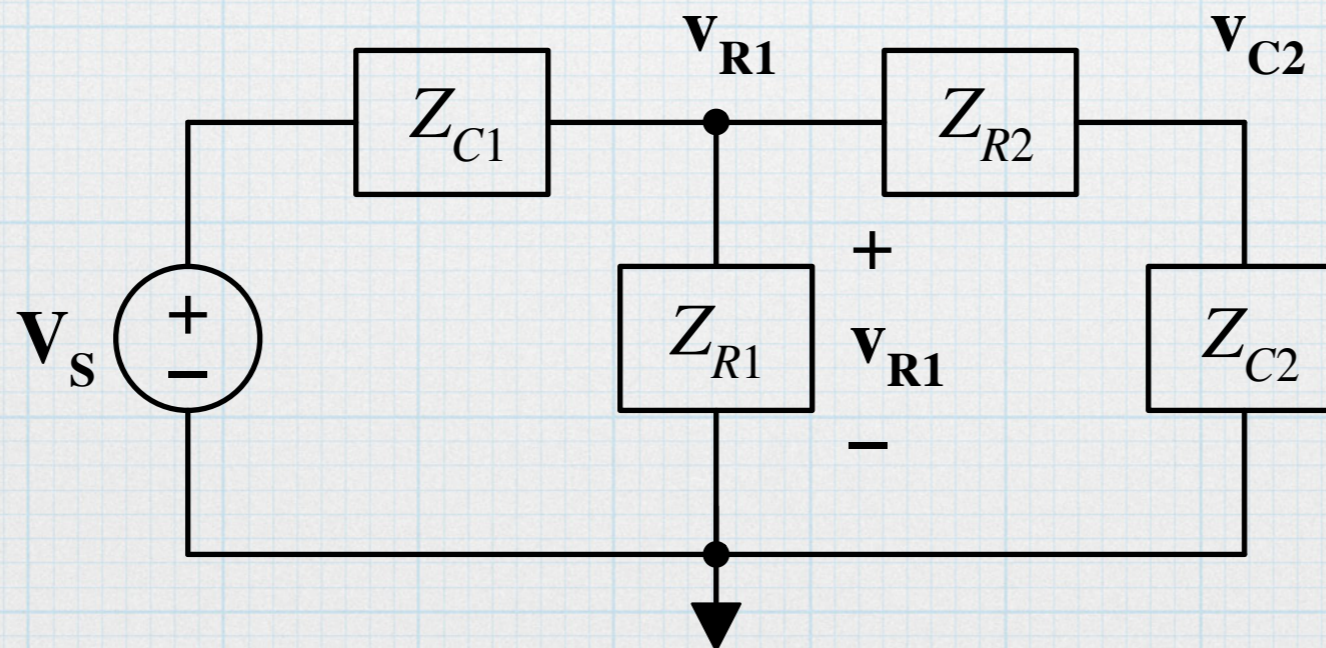 v_R1 v_C2
Z_C1 Z_R2
+
V_S + − Z_R1 v_R1 Z_C2
−